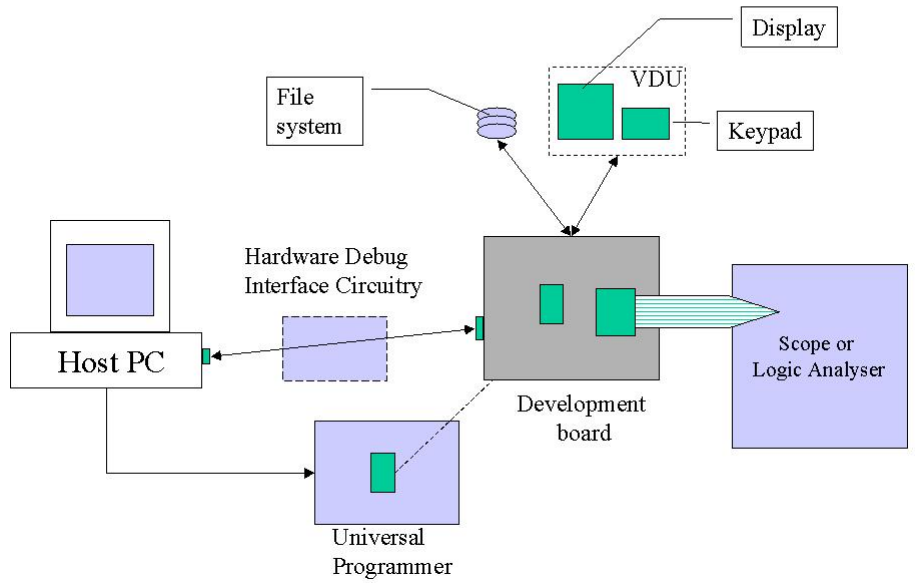 Display
VDU
File
system
Keypad
Hardware Debug
Interface Circuitry
Host PC
Scope or
Logic Analyser
Development
board
Universal
Programmer